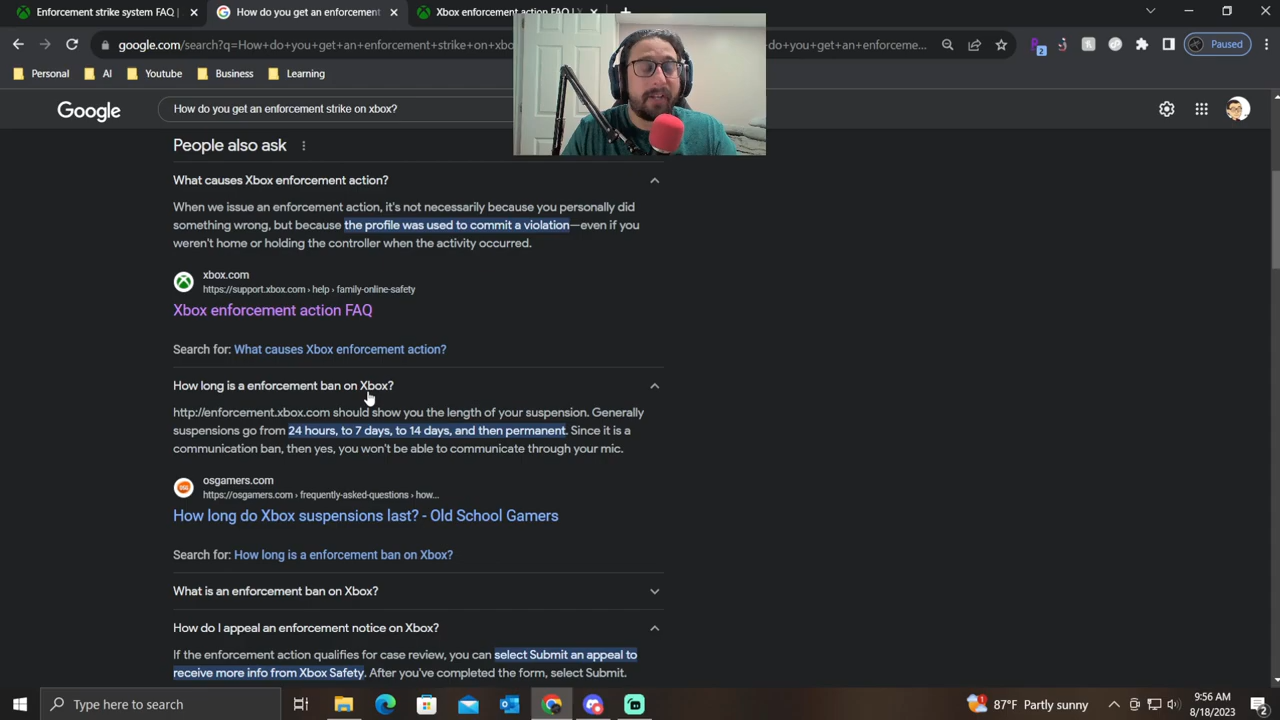 Enforcement strike system FAQ |
How do you get an enforcement
Xbox enforcement action FAQ |
google.com/search?q=How+do+you+get+an+enforcement+strike+on+xbo
do+you+get+an+enforceme...
2
Paused
Personal
AI
Youtube
Business
Learning
Google
How do you get an enforcement strike on xbox?
People also ask
What causes Xbox enforcement action?
When we issue an enforcement action, it's not necessarily because you personally did
something wrong, but because the profile was used to commit a violation—even if you
weren't home or holding the controller when the activity occurred.
xbox.com
https://support.xbox.com › help › family-online-safety
Xbox enforcement action FAQ
Search for: What causes Xbox enforcement action?
How long is a enforcement ban on Xbox?
http://enforcement.xbox.com should show you the length of your suspension. Generally
suspensions go from 24 hours, to 7 days, to 14 days, and then permanent. Since it is a
communication ban, then yes, you won't be able to communicate through your mic.
osgamers.com
https://osgamers.com › frequently-asked-questions › how...
How long do Xbox suspensions last? - Old School Gamers
Search for: How long is a enforcement ban on Xbox?
What is an enforcement ban on Xbox?
How do I appeal an enforcement notice on Xbox?
If the enforcement action qualifies for case review, you can select Submit an appeal to
receive more info from Xbox Safety. After you've completed the form, select Submit.
Type here to search
1
87°F Partly sunny
9:56 AM
8/18/2023
2